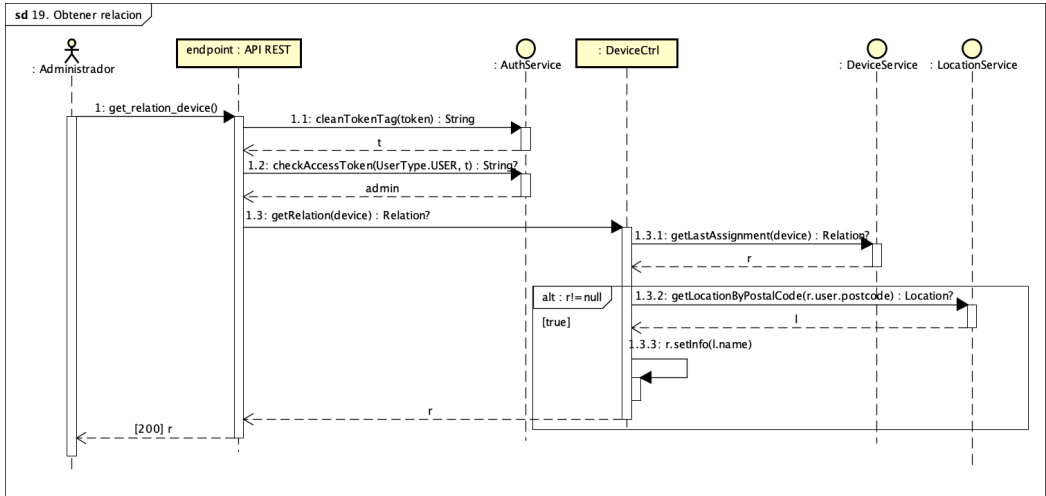 sd 19. Obtener relacion
: Administrador
endpoint : API REST
: AuthService
: DeviceCtrl
: DeviceService
: LocationService
1: get_relation_device()
1.1: cleanTokenTag(token) : String
t
1.2: checkAccessToken(UserType.USER, t) : String?
admin
1.3: getRelation(device) : Relation?
1.3.1: getLastAssignment(device) : Relation?
r
alt : r!=null
[true]
1.3.2: getLocationByPostalCode(r.user.postcode) : Location?
l
1.3.3: r.setInfo(l.name)
r
[200] r